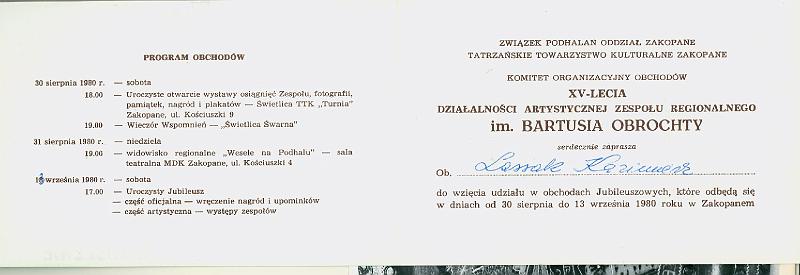 PROGRAM OBCHODÓW
30 sierpnia 1980 r. — sobota
18.00 — Uroczyste otwarcie wystawy osiągnięć Zespołu, fotografii,
pamiątek, nagród i plakatów — Świetlica TTK „Turnia”
Zakopane, ul. Kościuszki 9
19.00 — Wieczór Wspomnień — „Świetlica Śwarna”
31 sierpnia 1980 r. — niedziela
19.00 — widowisko regionalne „Wesele na Podhalu” — sala
teatralna MDK Zakopane, ul. Kościuszki 4
13 września 1980 r. — sobota
17.00 — Uroczysty Jubileusz
— część oficjalna — wręczenie nagród i upominków
— część artystyczna — występy zespołów
ZWIĄZEK PODHALAN ODDZIAŁ ZAKOPANE
TATRZAŃSKIE TOWARZYSTWO KULTURALNE ZAKOPANE
KOMITET ORGANIZACYJNY OBCHODÓW
XV-LECIA
DZIAŁALNOŚCI ARTYSTYCZNEJ ZESPOŁU REGIONALNEGO
im. BARTUSIA OBROCHTY
serdecznie zaprasza
Ob. Lassak Kazimierz
do wzięcia udziału w obchodach Jubileuszowych, które odbędą się
w dniach od 30 sierpnia do 13 września 1980 roku w Zakopanem